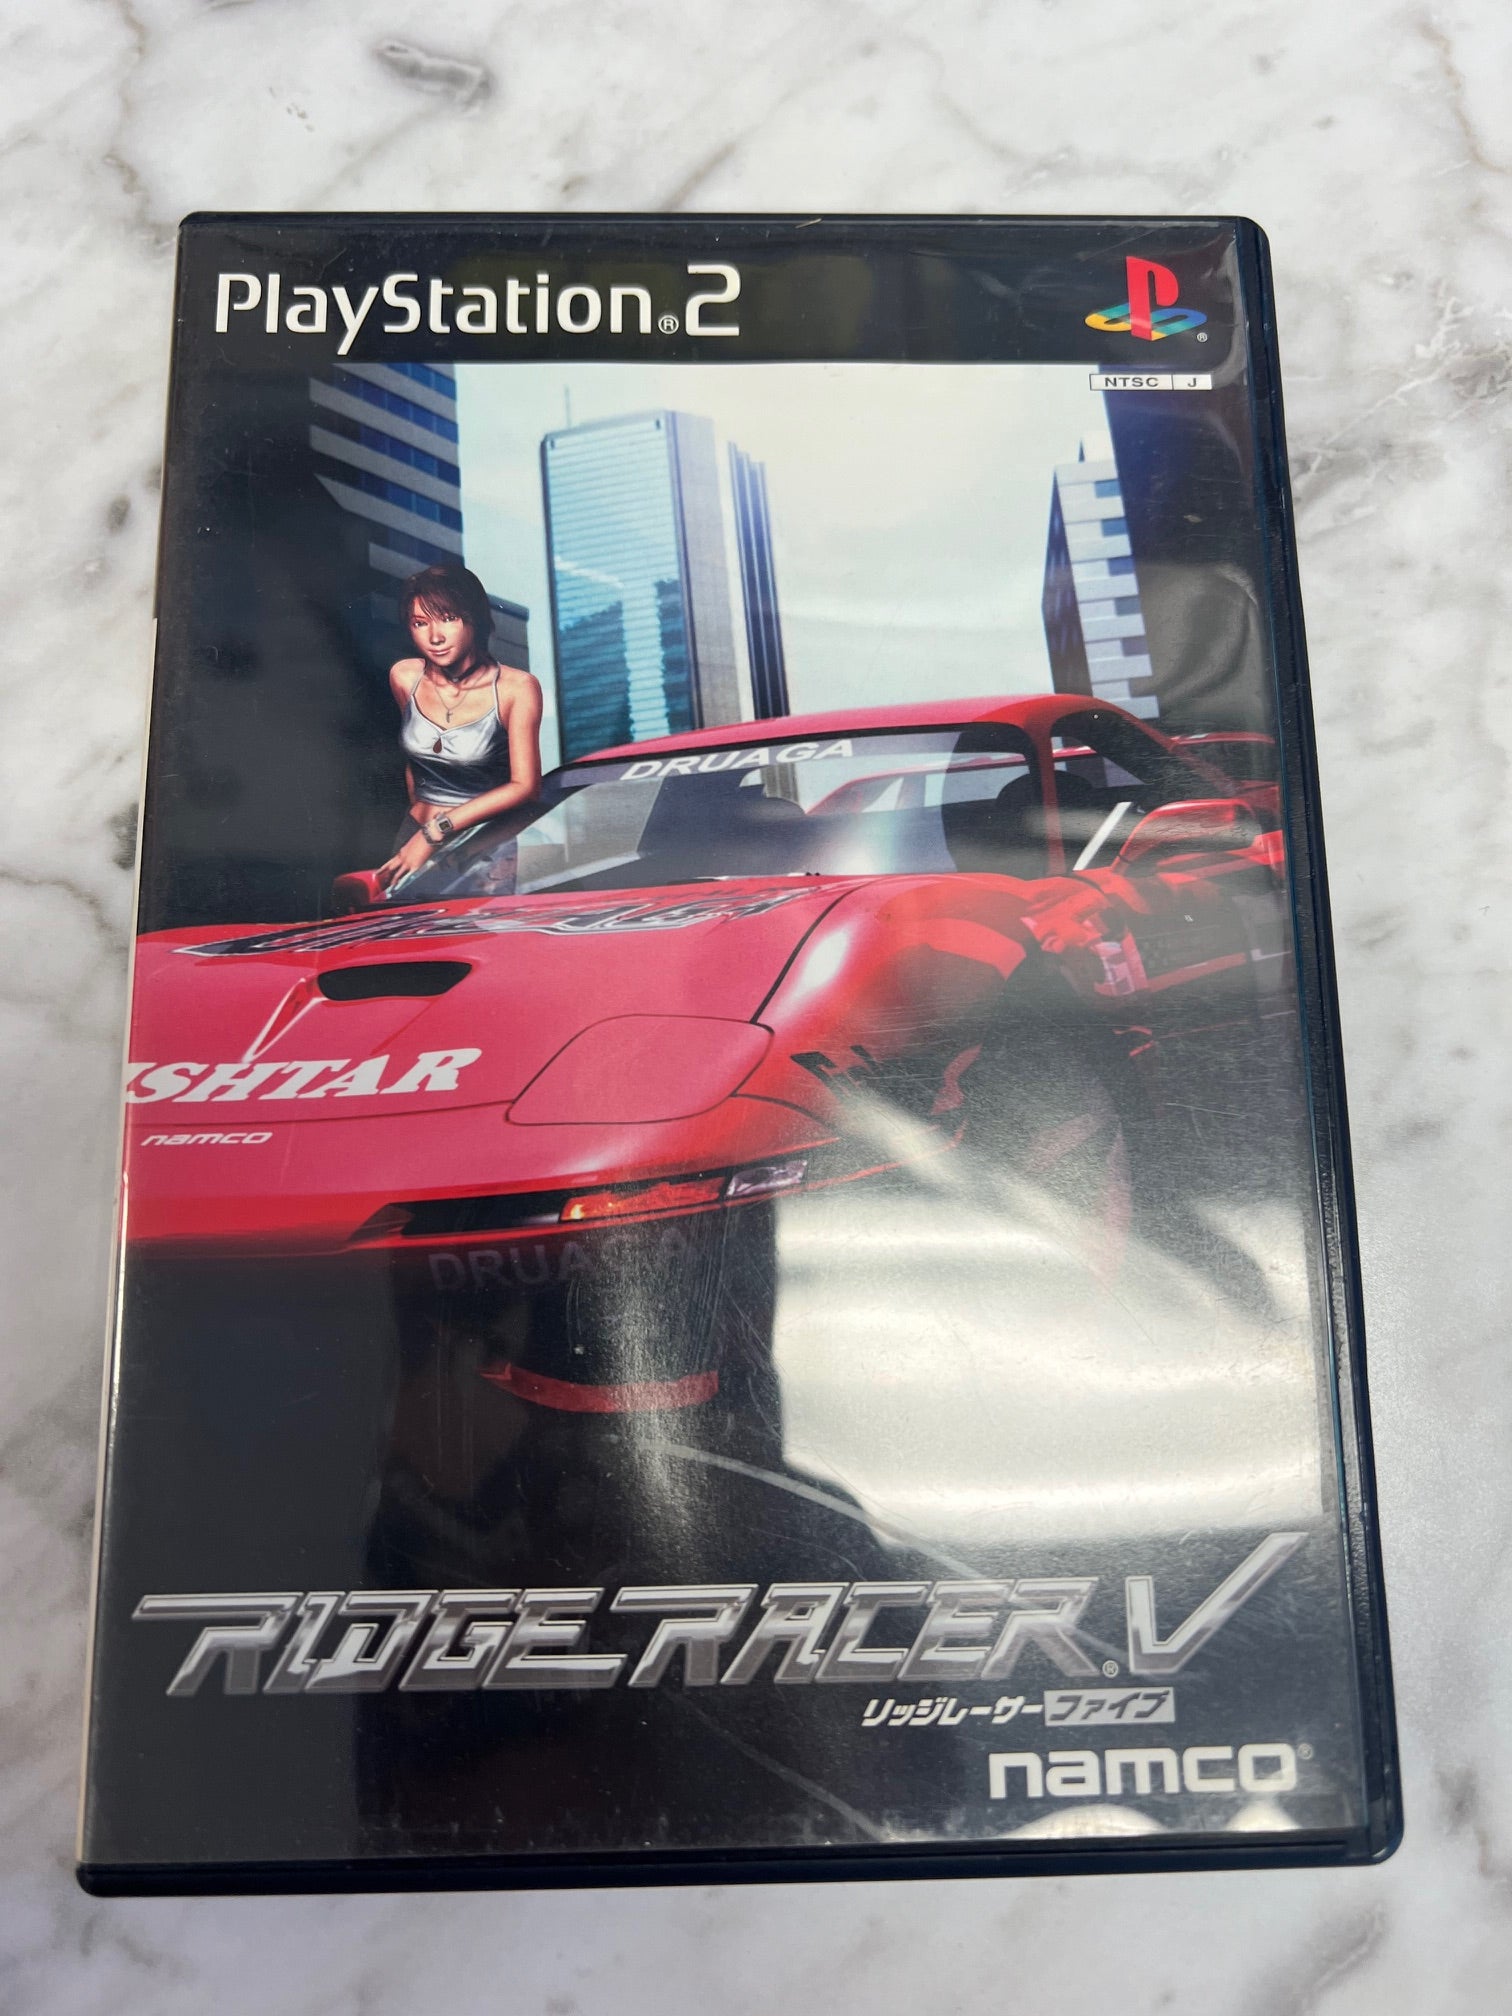 PlayStation®2
NTSC J
DRUAGA
ISHTAR
namco
DRUAGA
RIDGE RACER® V
リッジレーサーファイブ
namco®